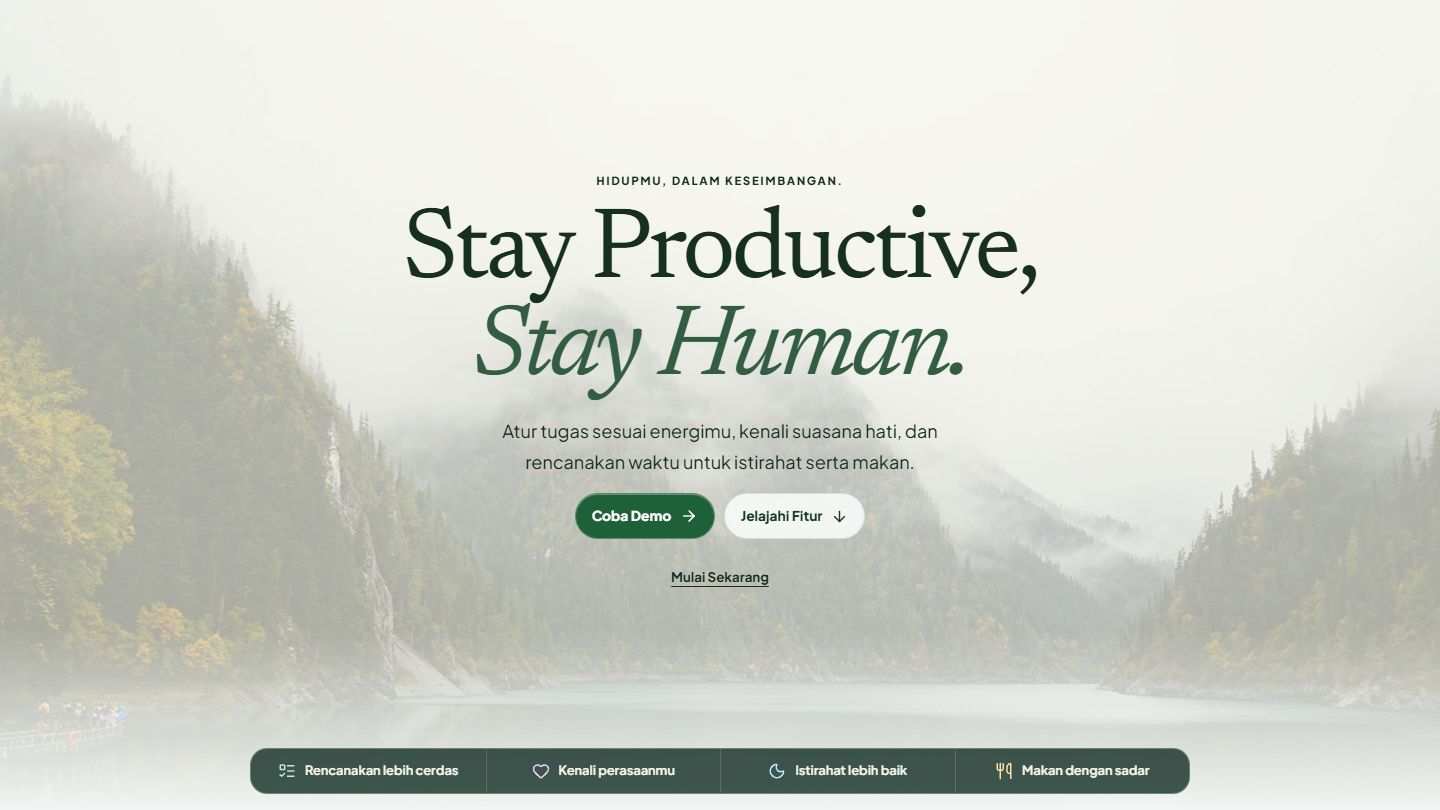 HIDUPMU, DALAM KESEIMBANGAN.
Stay Productive,
Stay Human.
Atur tugas sesuai energimu, kenali suasana hati, dan
rencanakan waktu untuk istirahat serta makan.
Coba Demo
Jelajahi Fitur
Mulai Sekarang
Rencanakan lebih cerdas
Kenali perasaanmu
Istirahat lebih baik
Makan dengan sadar